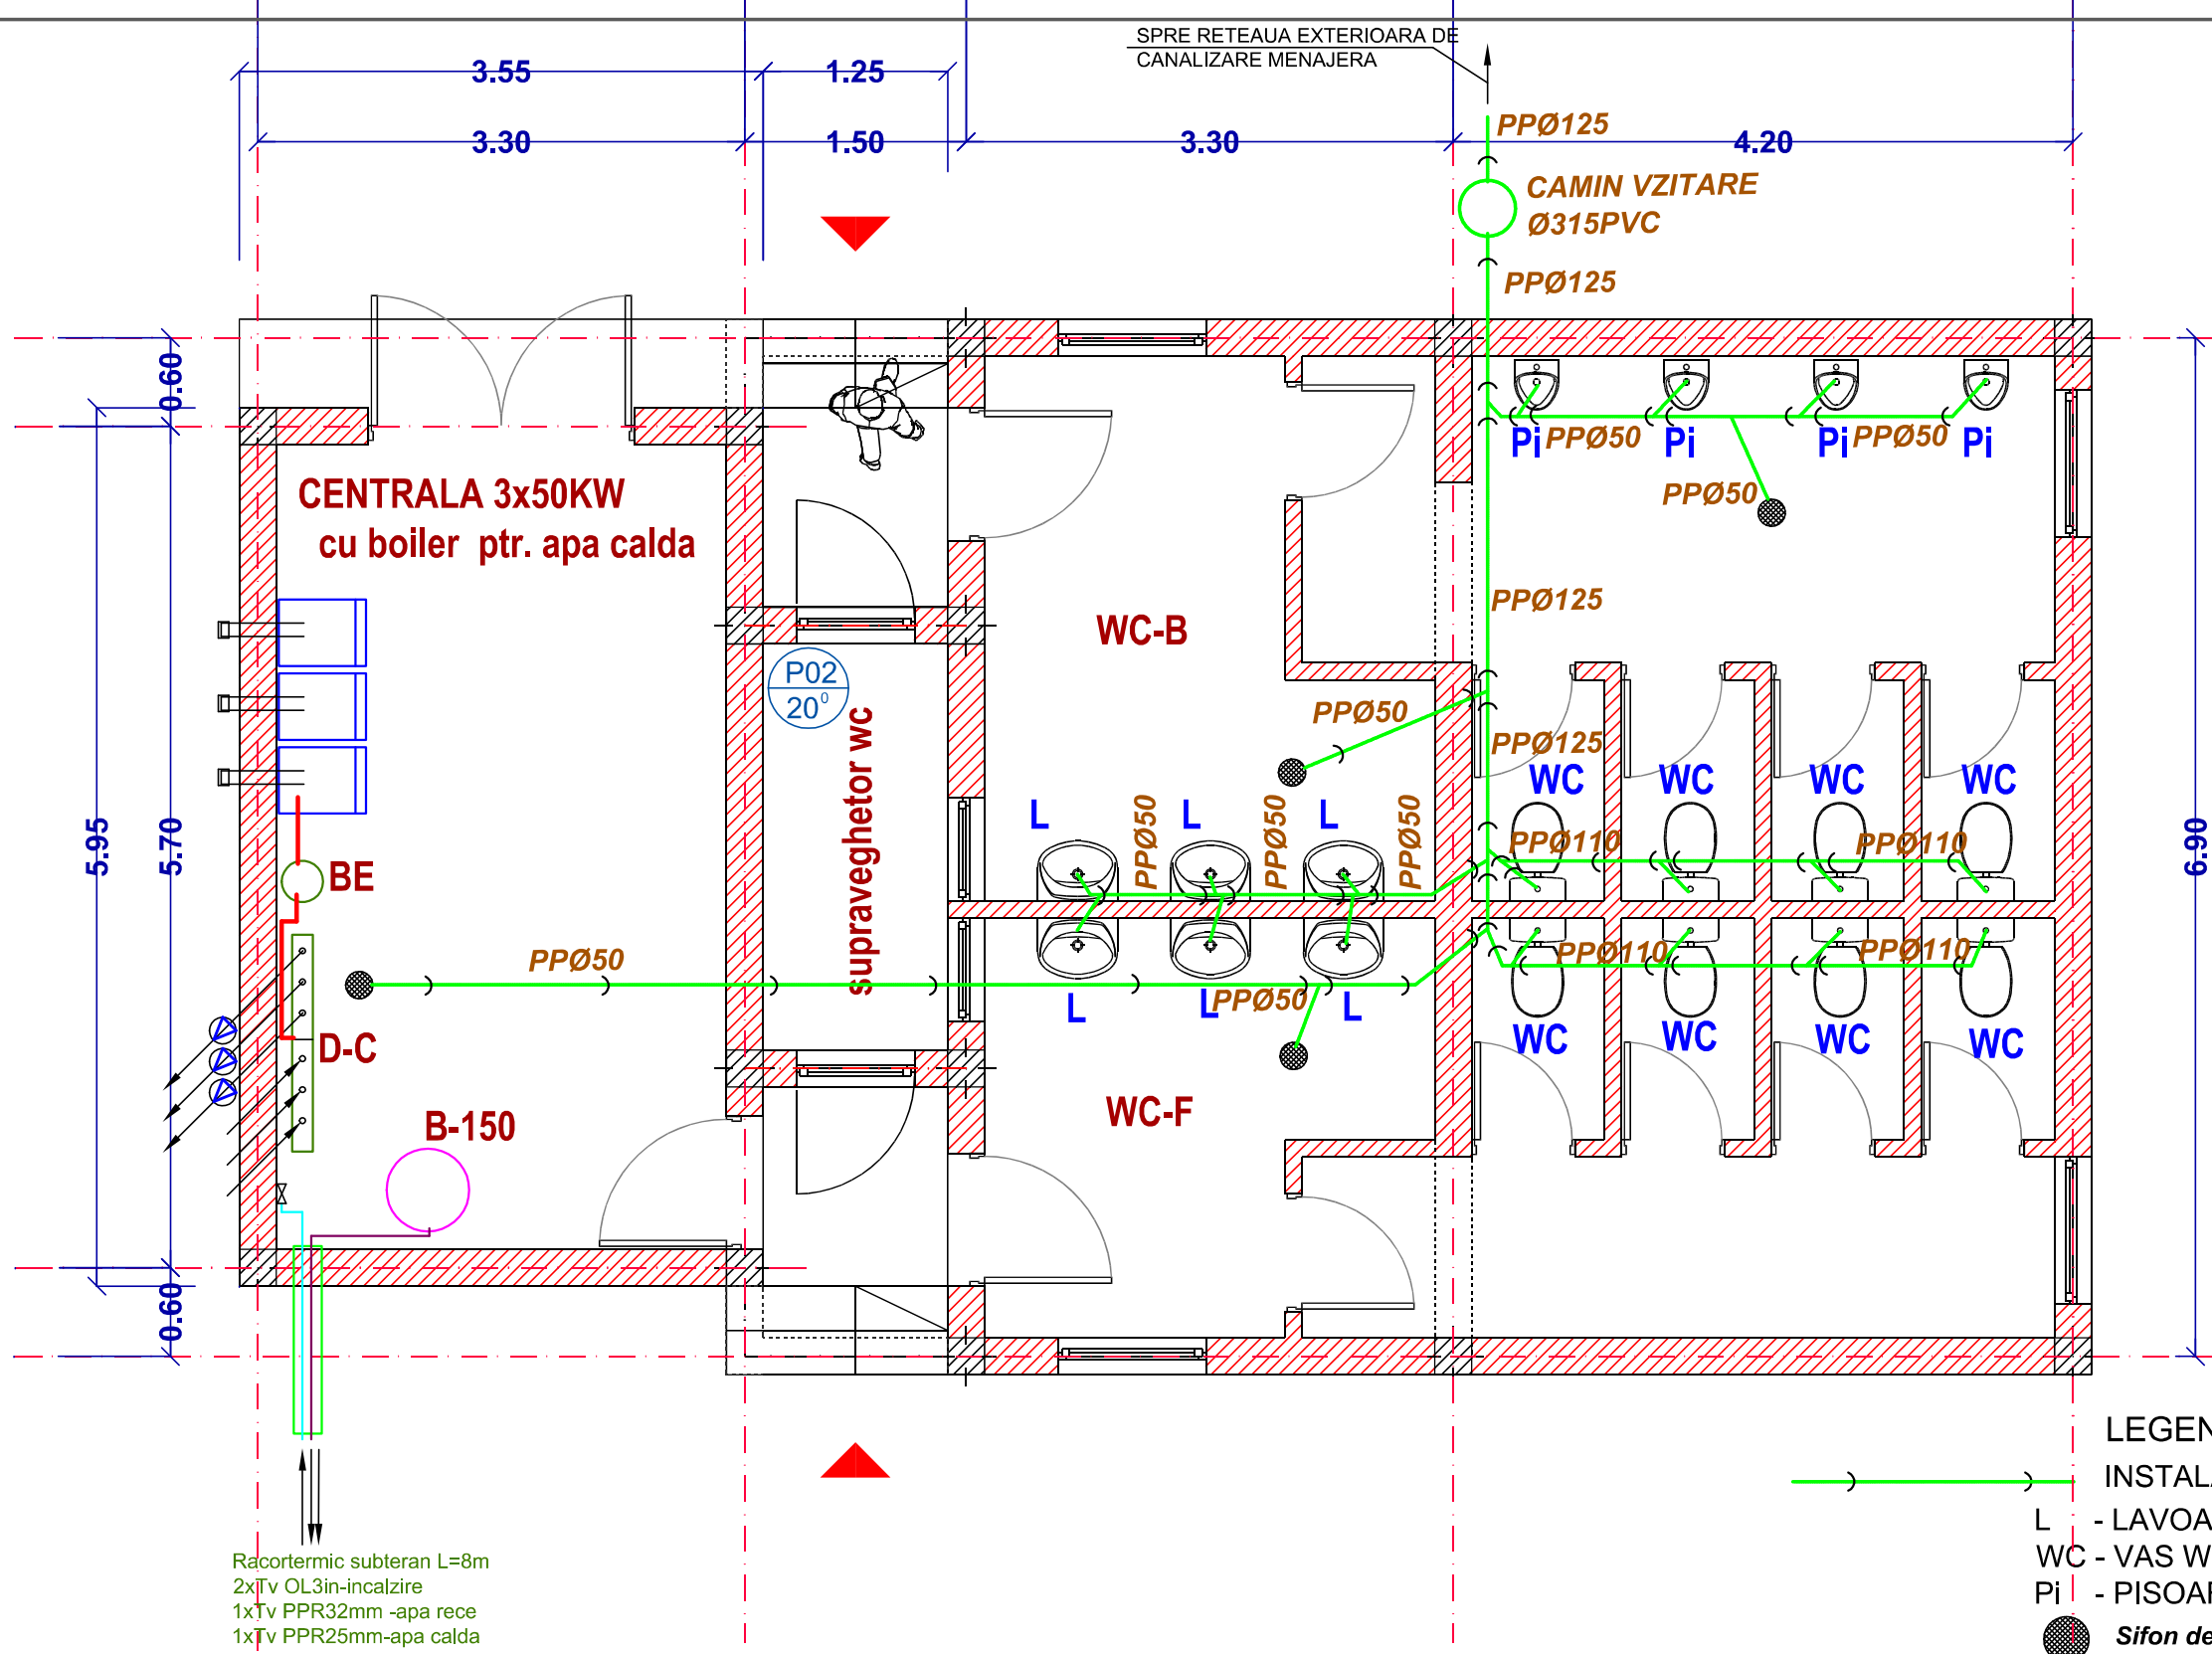 SPRE RETEAUA EXTERIOARA DE
CANALIZARE MENAJERA
3.55
1.25
3.30
1.50
3.30
4.20
PPØ125
CAMIN VZITARE
Ø315PVC
PPØ125
0.60
5.95
5.70
0.60
6.90
CENTRALA 3x50KW
cu boiler ptr. apa calda
Pi
PPØ50
Pi
Pi
PPØ50
Pi
PPØ50
PPØ125
WC-B
P02
20⁰
supraveghetor wc
PPØ50
PPØ125
WC
WC
WC
WC
L
L
L
PPØ50
PPØ50
PPØ50
PPØ110
PPØ110
BE
PPØ50
PPØ110
PPØ110
L
L
PPØ50
L
WC
WC
WC
WC
D-C
B-150
WC-F
Racortermic subteran L=8m
2xTv OL3in-incalzire
1xTv PPR32mm -apa rece
1xTv PPR25mm-apa calda
LEGEN
INSTALA
L - LAVOA
WC - VAS W
Pi - PISOAR
Sifon de